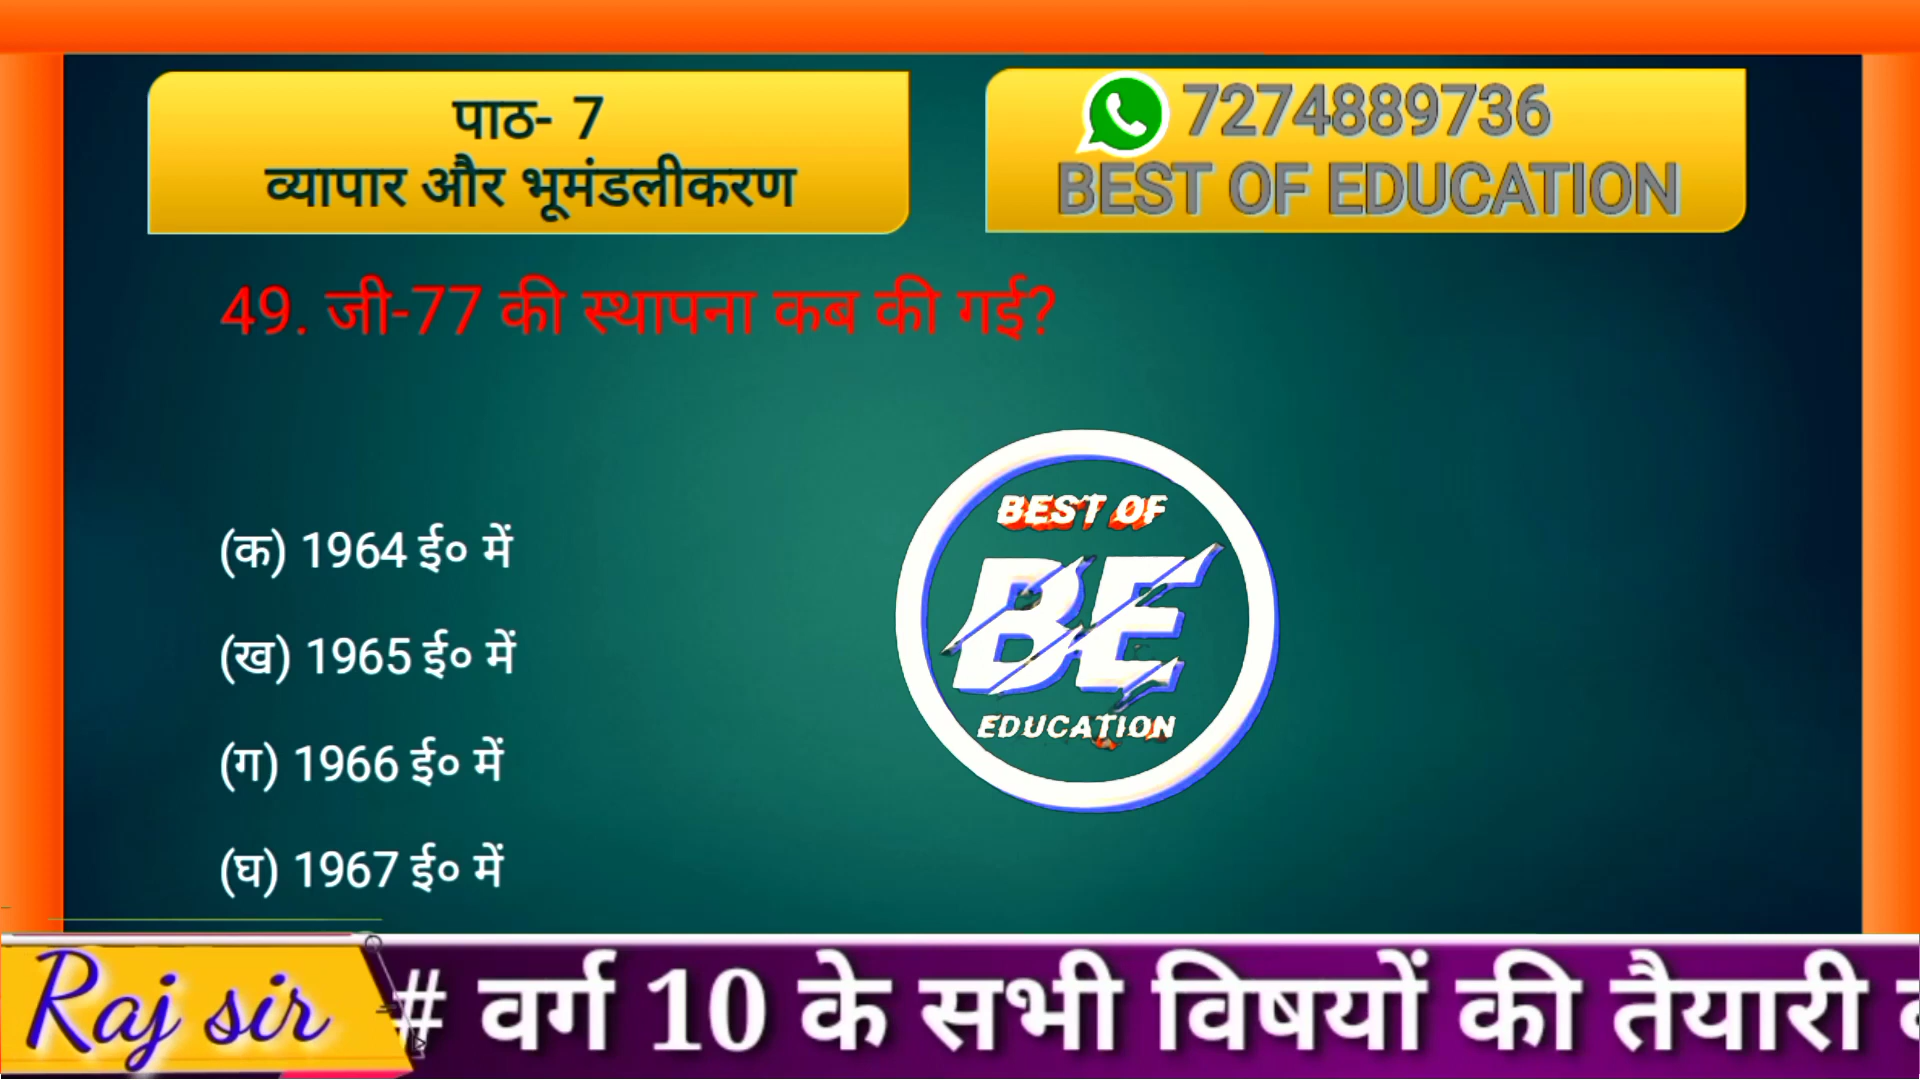 पाठ- 7
व्यापार और भूमंडलीकरण
7274889736
BEST OF EDUCATION
49. जी-77 की स्थापना कब की गई?
(क) 1964 ई० में
(ख) 1965 ई० में
(ग) 1966 ई० में
(घ) 1967 ई० में
BEST OF
BE
EDUCATION
Raj sir
# वर्ग 10 के सभी विषयों की तैयारी